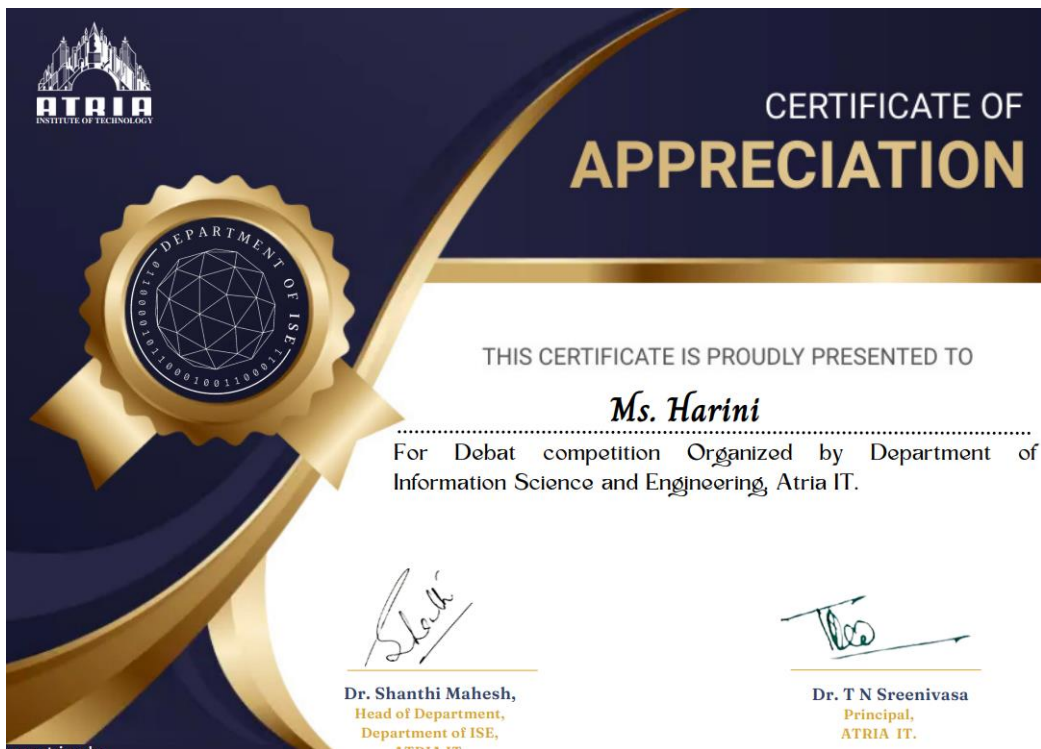 ATRIA
INSTITUTE OF TECHNOLOGY
CERTIFICATE OF
APPRECIATION
DEPARTMENT OF ISE
THIS CERTIFICATE IS PROUDLY PRESENTED TO
Ms. Harini
For Debat competition Organized by Department of
Information Science and Engineering, Atria IT.
Dr. Shanthi Mahesh,
Head of Department,
Department of ISE,
ATRIA IT
Dr. T N Sreenivasa
Principal,
ATRIA IT.